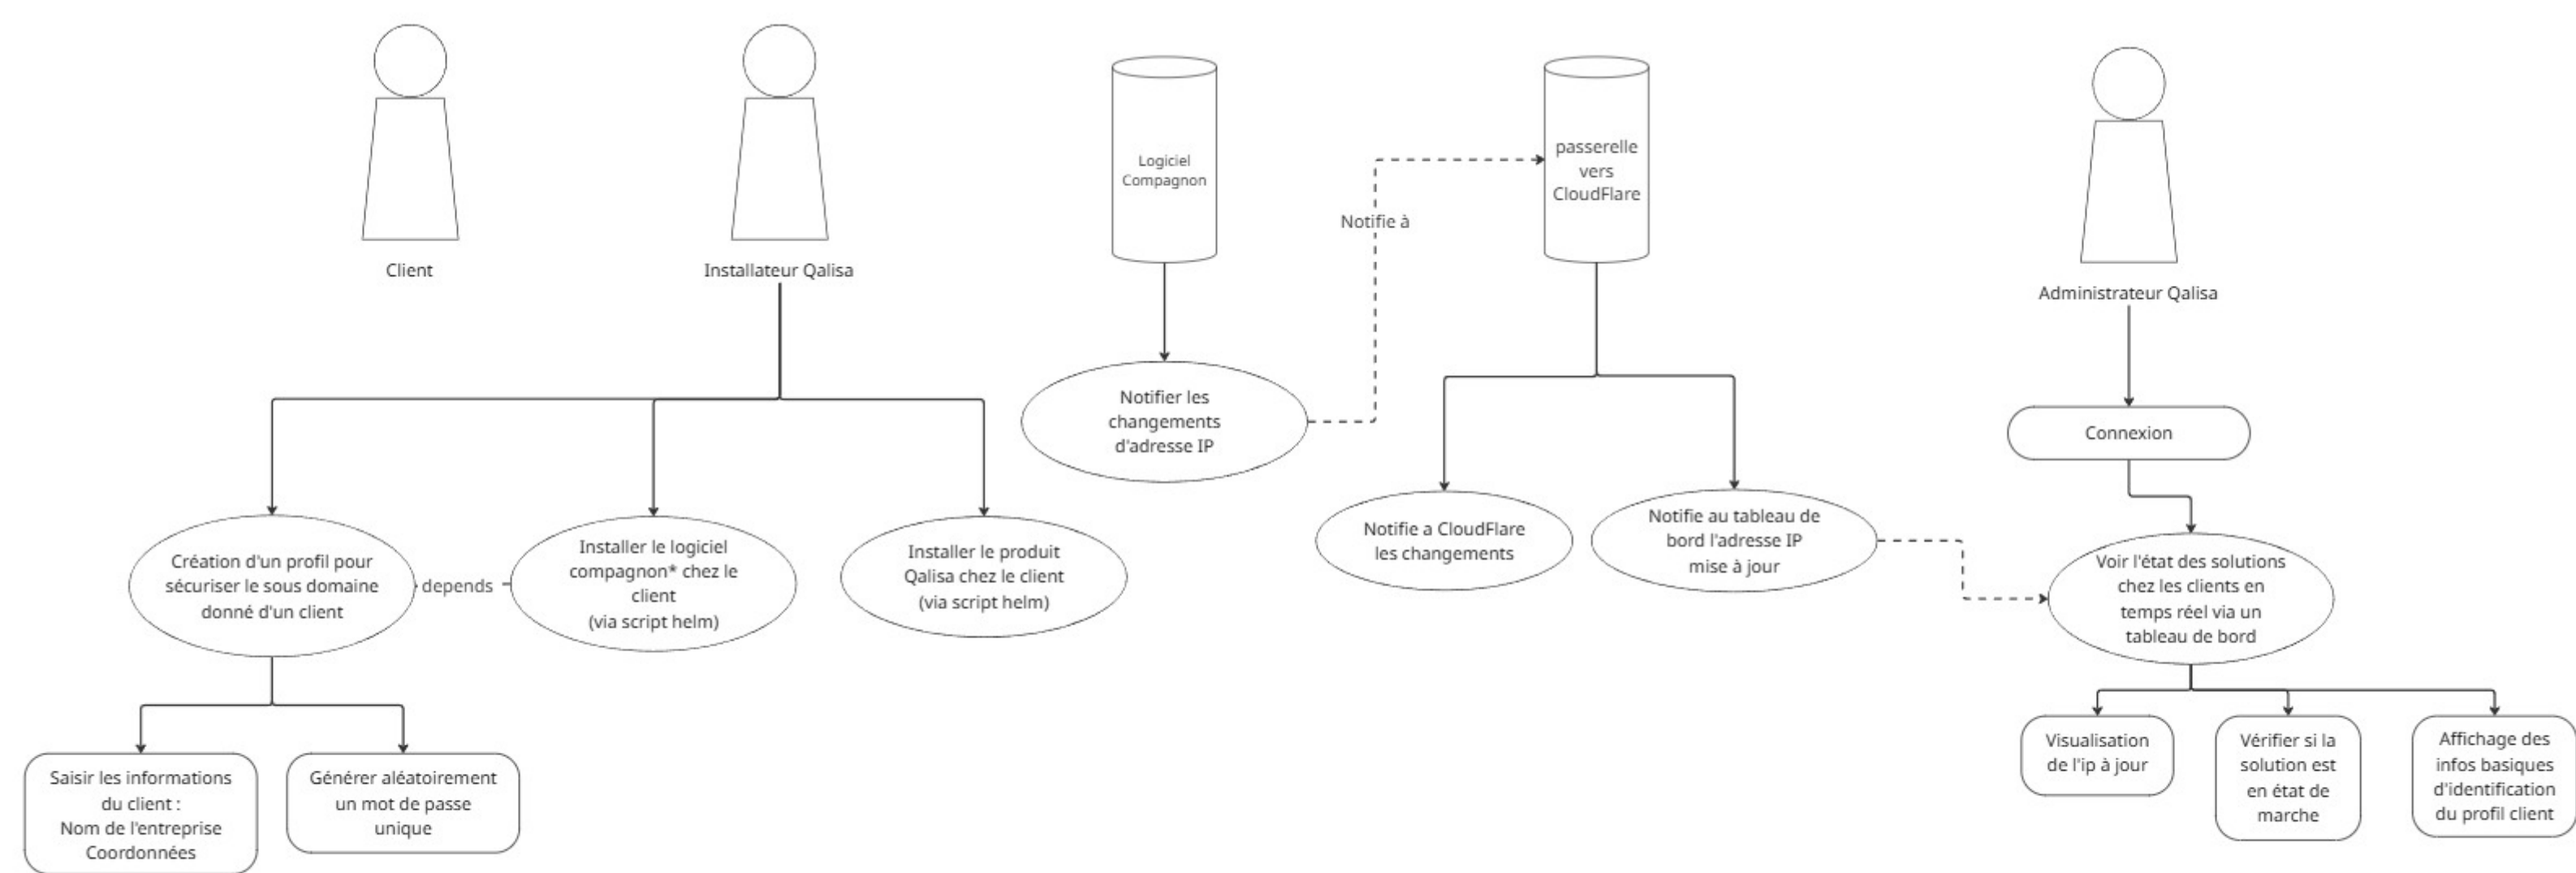 Client
Installateur Qalisa
Logiciel
Compagnon
Notifie à
passerelle
vers
CloudFlare
Administrateur Qalisa
Connexion
Notifier les
changements
d'adresse IP
Création d'un profil pour
sécuriser le sous domaine
donné d'un client
depends
Installer le logiciel
compagnon* chez le
client
(via script helm)
Installer le produit
Qalisa chez le client
(via script helm)
Notifie a CloudFlare
les changements
Notifie au tableau de
bord l'adresse IP
mise à jour
Voir l'état des solutions
chez les clients en
temps réel via un
tableau de bord
Saisir les informations
du client :
Nom de l'entreprise
Coordonnées
Générer aléatoirement
un mot de passe
unique
Visualisation
de l'ip à jour
Vérifier si la
solution est
en état de
marche
Affichage des
infos basiques
d'identification
du profil client